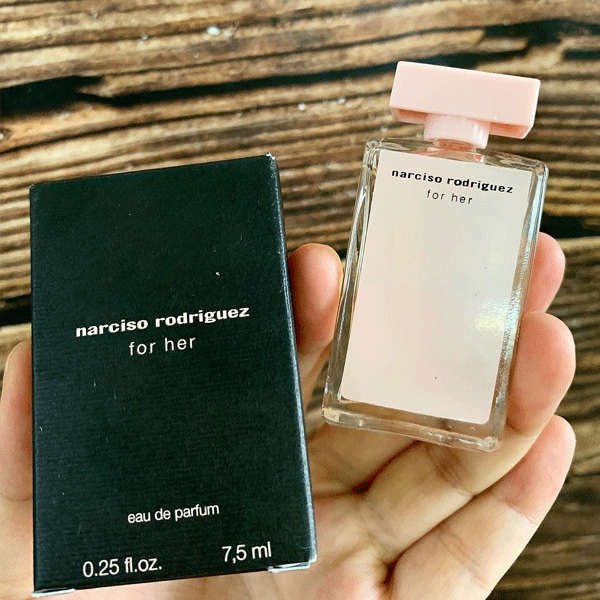 narciso rodriguez
for her
eau de parfum
0.25 fl.oz. 7,5 ml
narciso rodriguez
for her